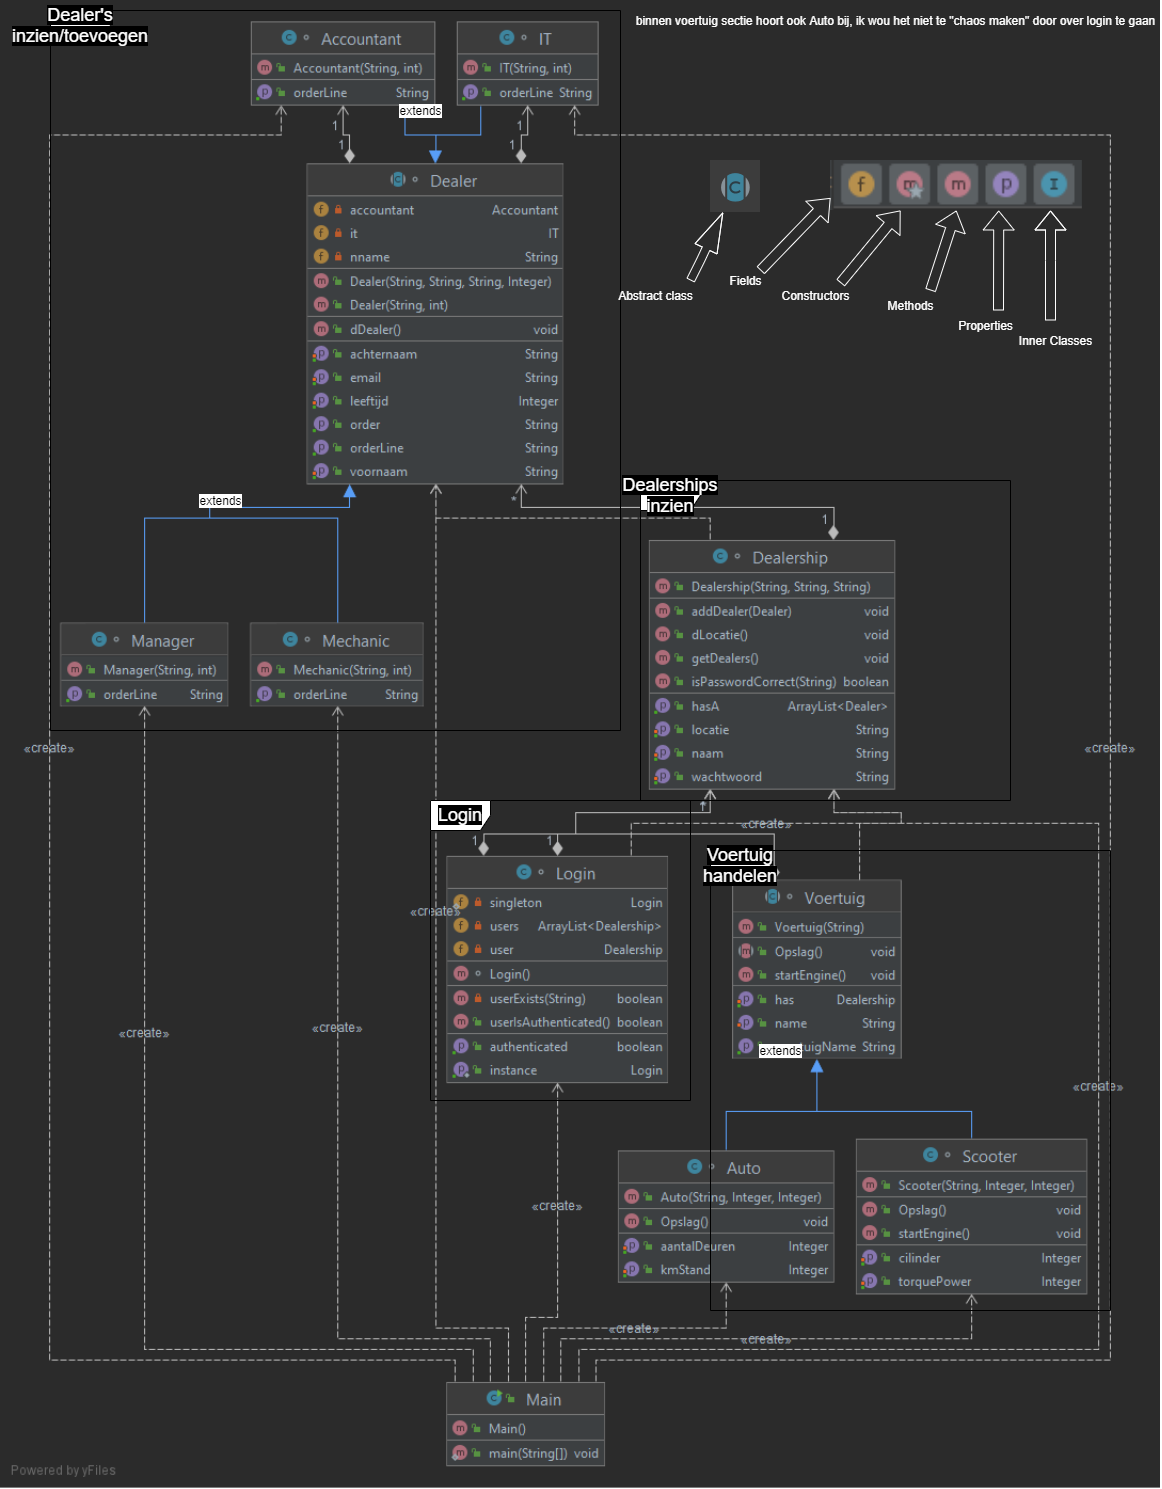 Dealer's
inzien/toevoegen
binnen voertuig sectie hoort ook Auto bij, ik wou het niet te "chaos maken" door over login te gaan
Accountant
Accountant(String, int)
orderLine String
IT
IT(String, int)
orderLine String
extends
1
1
1
1
Dealer
accountant Accountant
it IT
nname String
Dealer(String, String, String, Integer)
Dealer(String, int)
dDealer() void
achternaam String
email String
leeftijd Integer
order String
orderLine String
voornaam String
C
f m m p I
Abstract class
Fields
Constructors
Methods
Properties
Inner Classes
extends
*
1
Dealerships
inzien
Manager
Manager(String, int)
orderLine String
Mechanic
Mechanic(String, int)
orderLine String
Dealership
Dealership(String, String, String)
addDealer(Dealer) void
dLocatie() void
getDealers() void
isPasswordCorrect(String) boolean
hasA ArrayList<Dealer>
locatie String
naam String
wachtwoord String
«create»
«create»
Login
*
«create»
1
1
Login
singleton Login
users ArrayList<Dealership>
user Dealership
Login()
userExists(String) boolean
userIsAuthenticated() boolean
authenticated boolean
instance Login
«create»
Voertuig
handelen
Voertuig
Voertuig(String)
Opslag() void
startEngine() void
has Dealership
name String
tuigName String
extends
«create»
«create»
«create»
Auto
Auto(String, Integer, Integer)
Opslag() void
aantalDeuren Integer
kmStand Integer
Scooter
Scooter(String, Integer, Integer)
Opslag() void
startEngine() void
cilinder Integer
torquePower Integer
«create»
«create»
«create»
Main
Main()
main(String[]) void
Powered by yFiles